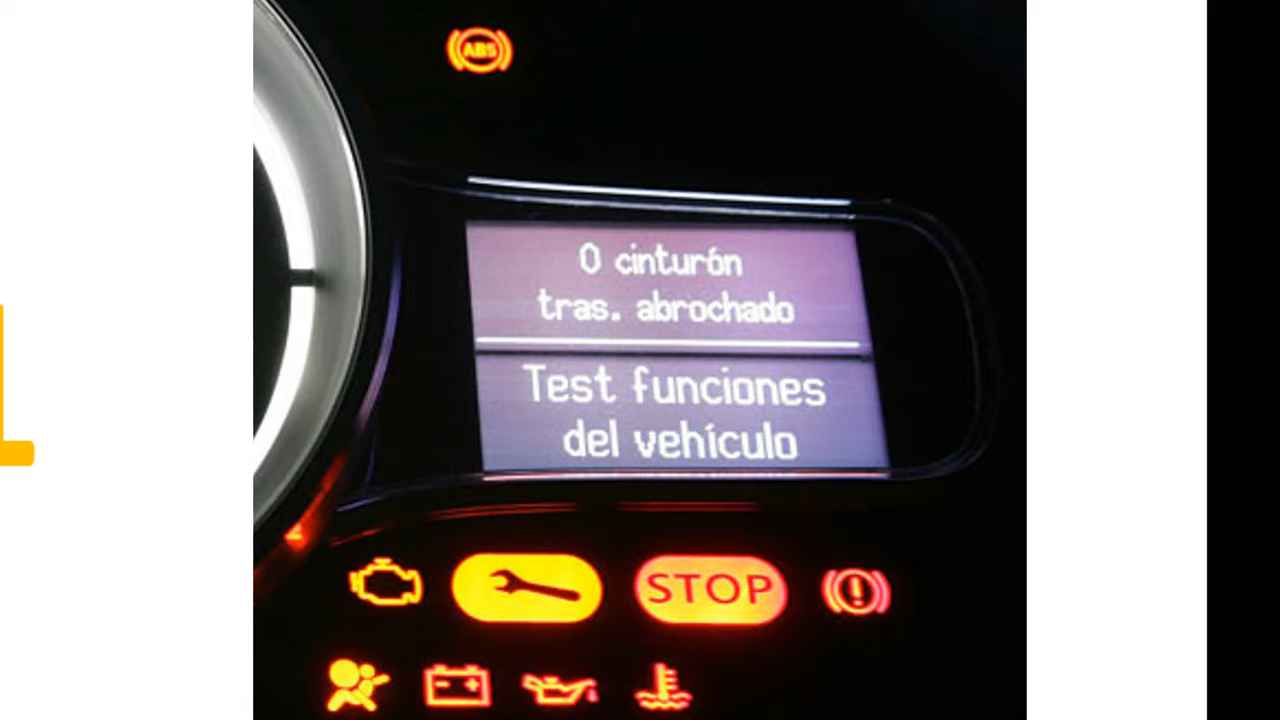 ABS
0 cinturón
tras. abrochado
Test funciones
del vehículo
STOP